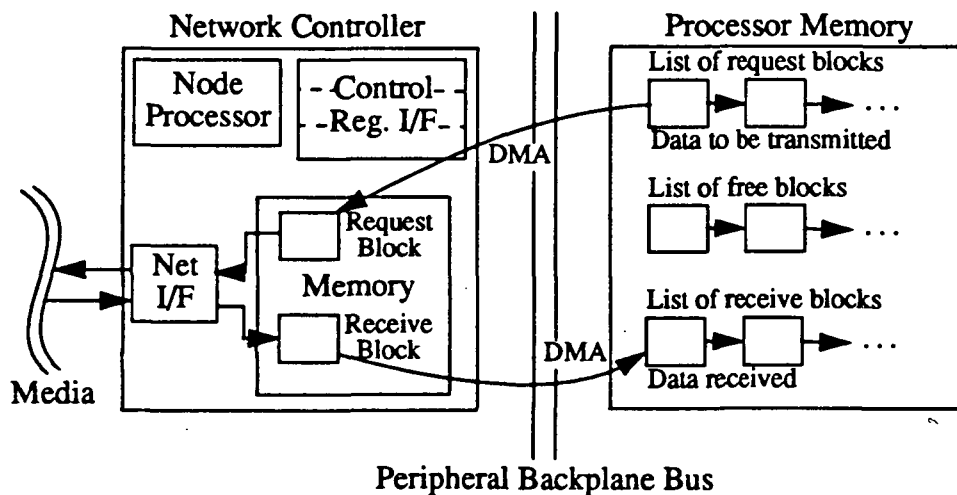 Network Controller
Processor Memory
Node
Processor
Control
Reg. I/F
List of request blocks
...
Data to be transmitted
DMA
List of free blocks
...
Request
Block
Net
I/F
Memory
Receive
Block
List of receive blocks
...
DMA
Data received
Media
Peripheral Backplane Bus